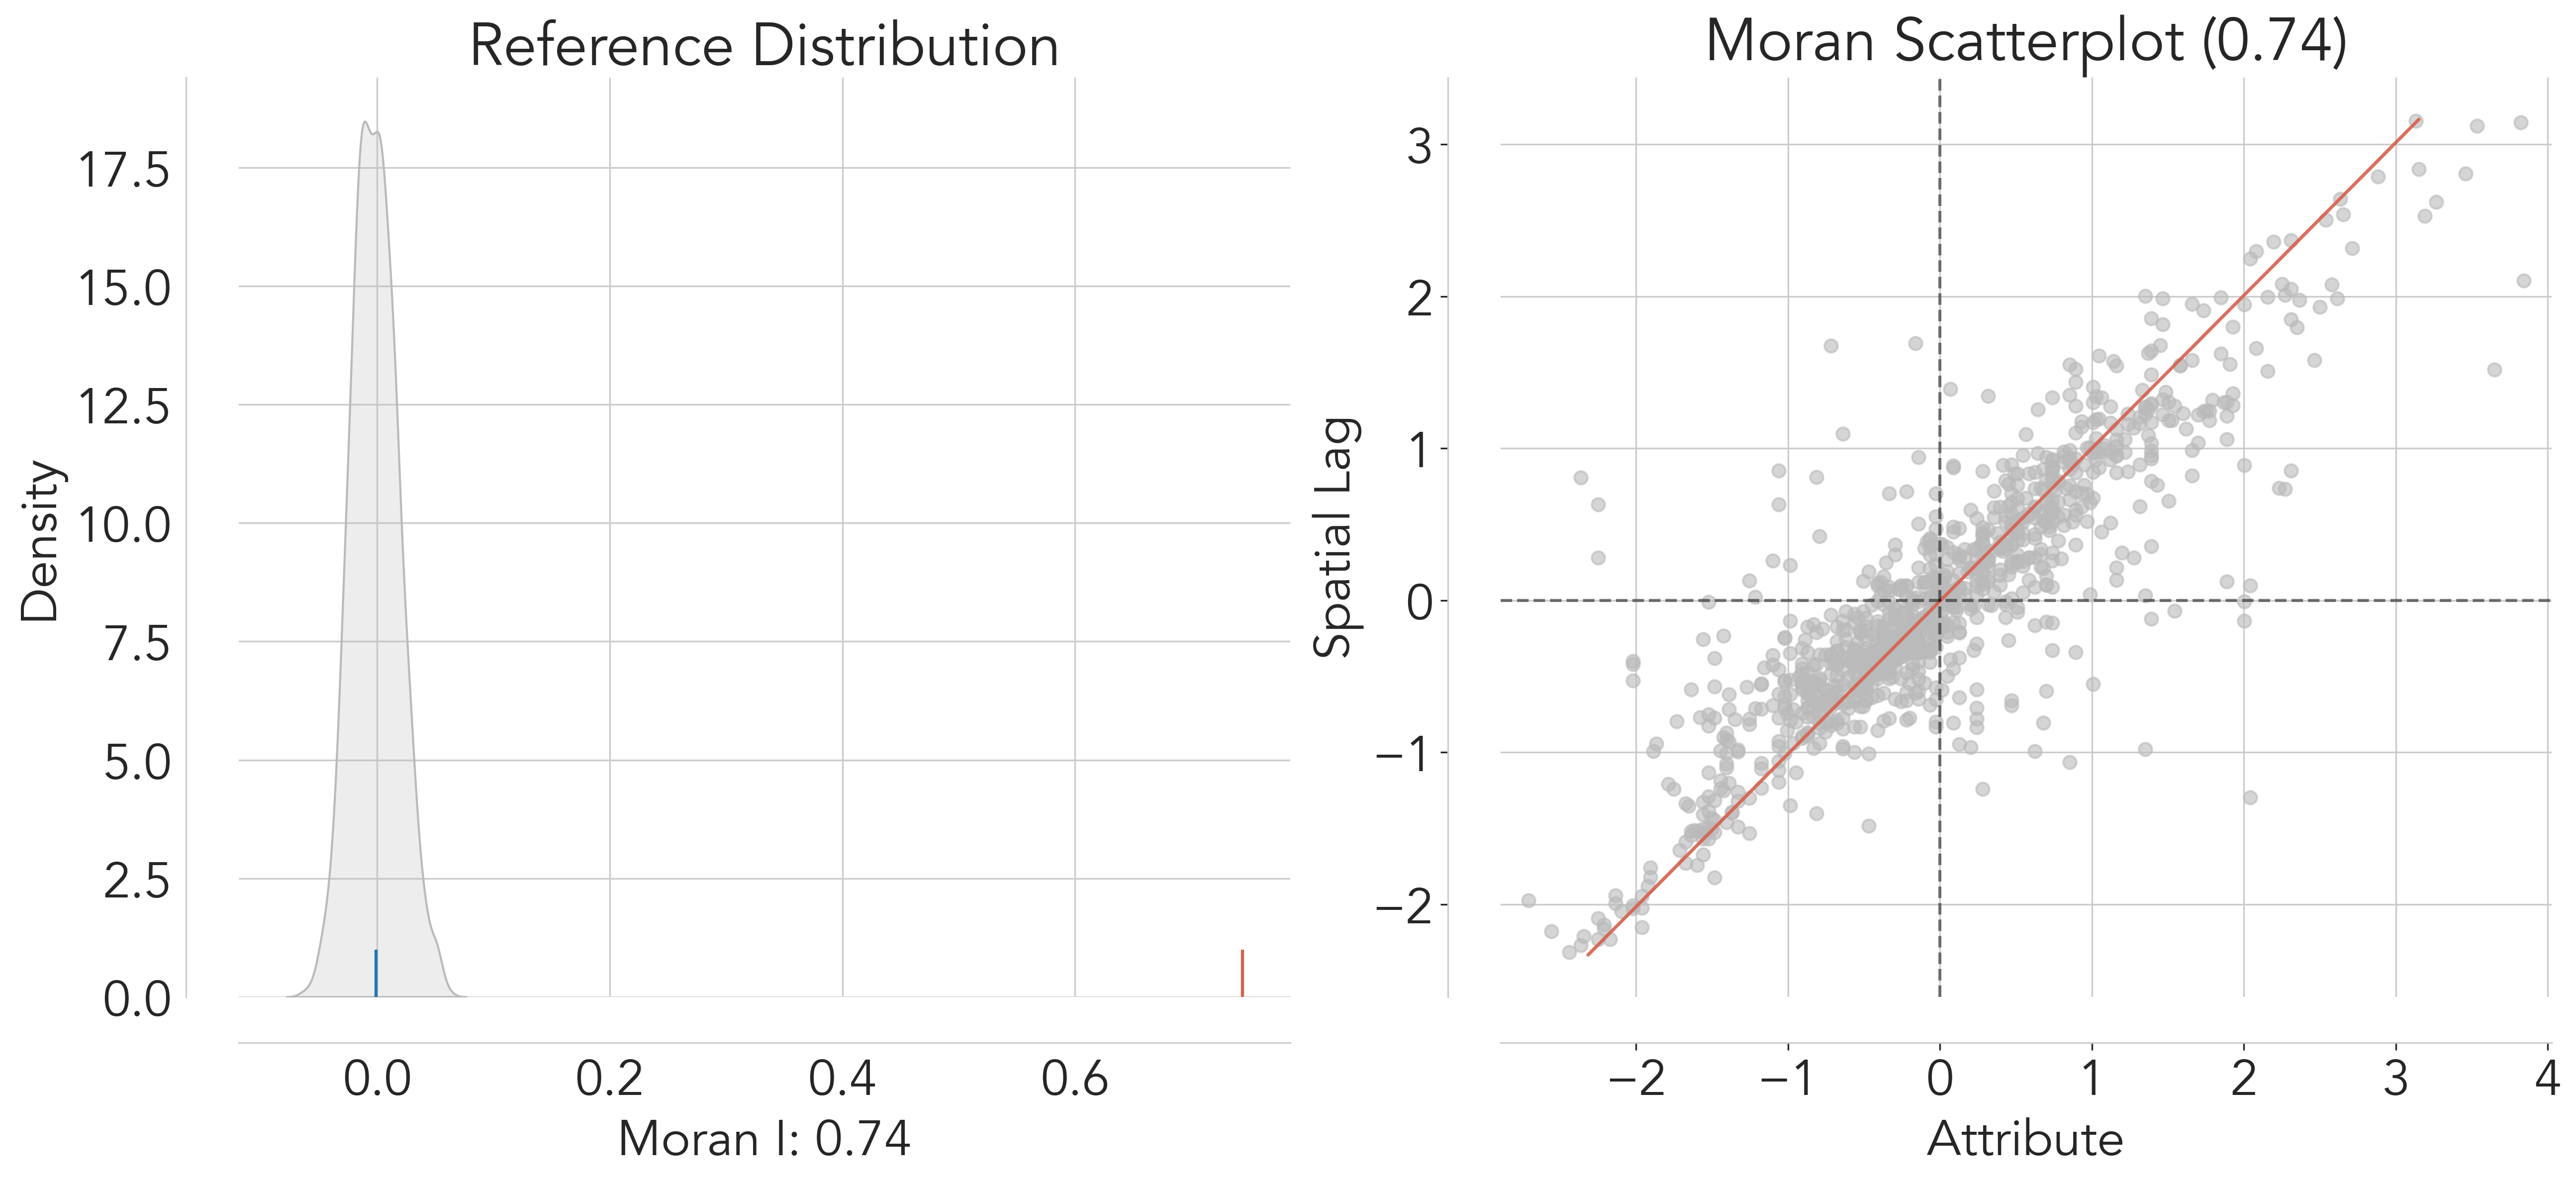 Reference Distribution
17.5
15.0
12.5
10.0
7.5
5.0
2.5
0.0
Density
0.0 0.2 0.4 0.6
Moran I: 0.74
Moran Scatterplot (0.74)
3
2
1
0
−1
−2
Spatial Lag
−2 −1 0 1 2 3 4
Attribute